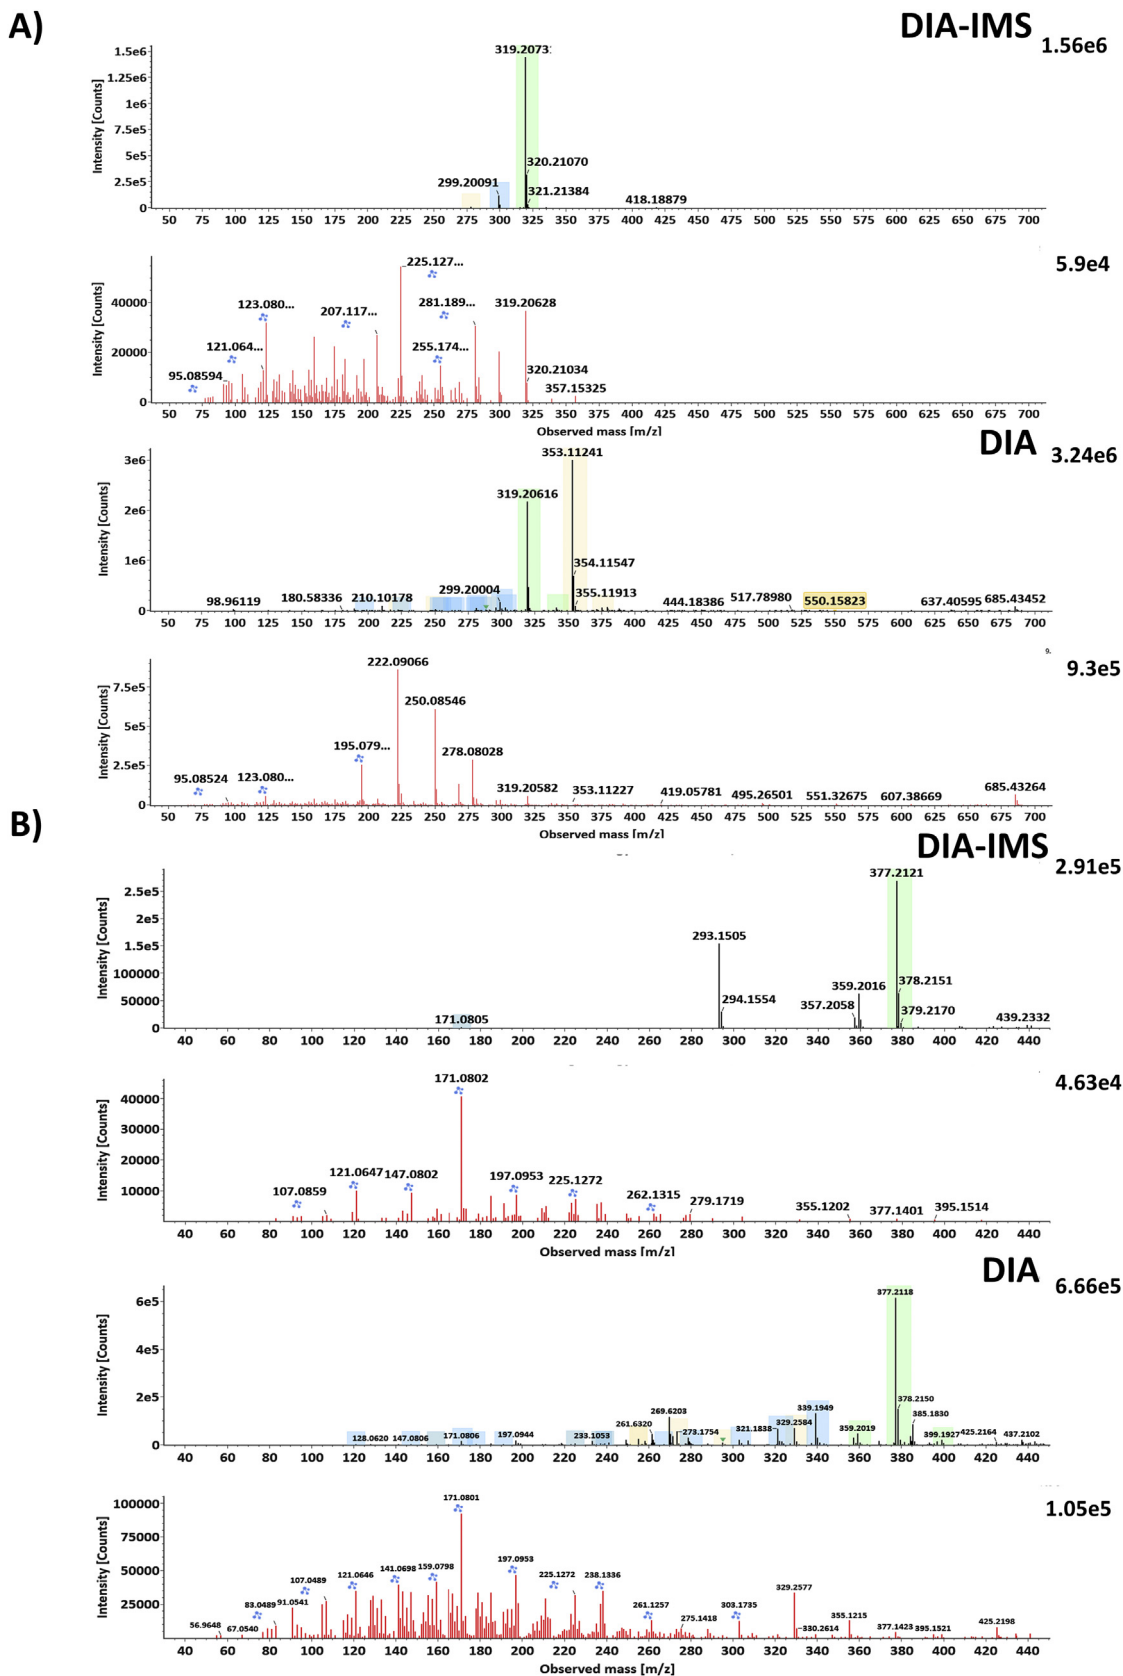 A)
DIA-IMS
1.56e6
Intensity [Counts]
1.5e6
1.25e6
1e6
7.5e5
5e5
2.5e5
0
319.2073
320.21070
299.20091
321.21384
418.18879
50 75 100 125 150 175 200 225 250 275 300 325 350 375 400 425 450 475 500 525 550 575 600 625 650 675 700
5.9e4
Intensity [Counts]
40000
20000
0
225.127...
281.189...
319.20628
123.080...
207.117...
121.064...
255.174...
95.08594
320.21034
357.15325
50 75 100 125 150 175 200 225 250 275 300 325 350 375 400 425 450 475 500 525 550 575 600 625 650 675 700
Observed mass [m/z]
DIA
3.24e6
Intensity [Counts]
3e6
2e6
1e6
0
353.11241
319.20616
354.11547
299.20004
355.11913
98.96119
180.58336
210.10178
444.18386
517.78980
550.15823
637.40595
685.43452
50 75 100 125 150 175 200 225 250 275 300 325 350 375 400 425 450 475 500 525 550 575 600 625 650 675 700
9.
9.3e5
Intensity [Counts]
7.5e5
5e5
2.5e5
0
222.09066
250.08546
195.079...
278.08028
95.08524
123.080...
319.20582
353.11227
419.05781
495.26501
551.32675
607.38669
685.43264
50 75 100 125 150 175 200 225 250 275 300 325 350 375 400 425 450 475 500 525 550 575 600 625 650 675 700
Observed mass [m/z]
B)
DIA-IMS
2.91e5
Intensity [Counts]
2.5e5
2e5
1.5e5
100000
50000
0
377.2121
293.1505
378.2151
359.2016
294.1554
357.2058
379.2170
171.0805
439.2332
40 60 80 100 120 140 160 180 200 220 240 260 280 300 320 340 360 380 400 420 440
4.63e4
Intensity [Counts]
40000
30000
20000
10000
171.0802
121.0647
147.0802
197.0953
225.1272
107.0859
262.1315
279.1719
355.1202
377.1401
395.1514
40 60 80 100 120 140 160 180 200 220 240 260 280 300 320 340 360 380 400 420 440
Observed mass [m/z]
DIA
6.66e5
Intensity [Counts]
6e5
4e5
2e5
0
377.2118
378.2150
269.6203
339.1949
385.1830
261.6320
329.2584
321.1838
359.2019
128.0620
147.0806
171.0806
197.0944
233.1053
273.1754
399.1927
425.2164
437.2102
40 60 80 100 120 140 160 180 200 220 240 260 280 300 320 340 360 380 400 420 440
1.05e5
Intensity [Counts]
100000
75000
50000
25000
171.0801
197.0953
141.0698
159.0798
121.0646
225.1272
238.1336
107.0489
329.2577
83.0489
91.0541
261.1257
303.1735
355.1215
56.9648
67.0540
275.1418
330.2614
377.1423
395.1521
425.2198
40 60 80 100 120 140 160 180 200 220 240 260 280 300 320 340 360 380 400 420 440
Observed mass [m/z]